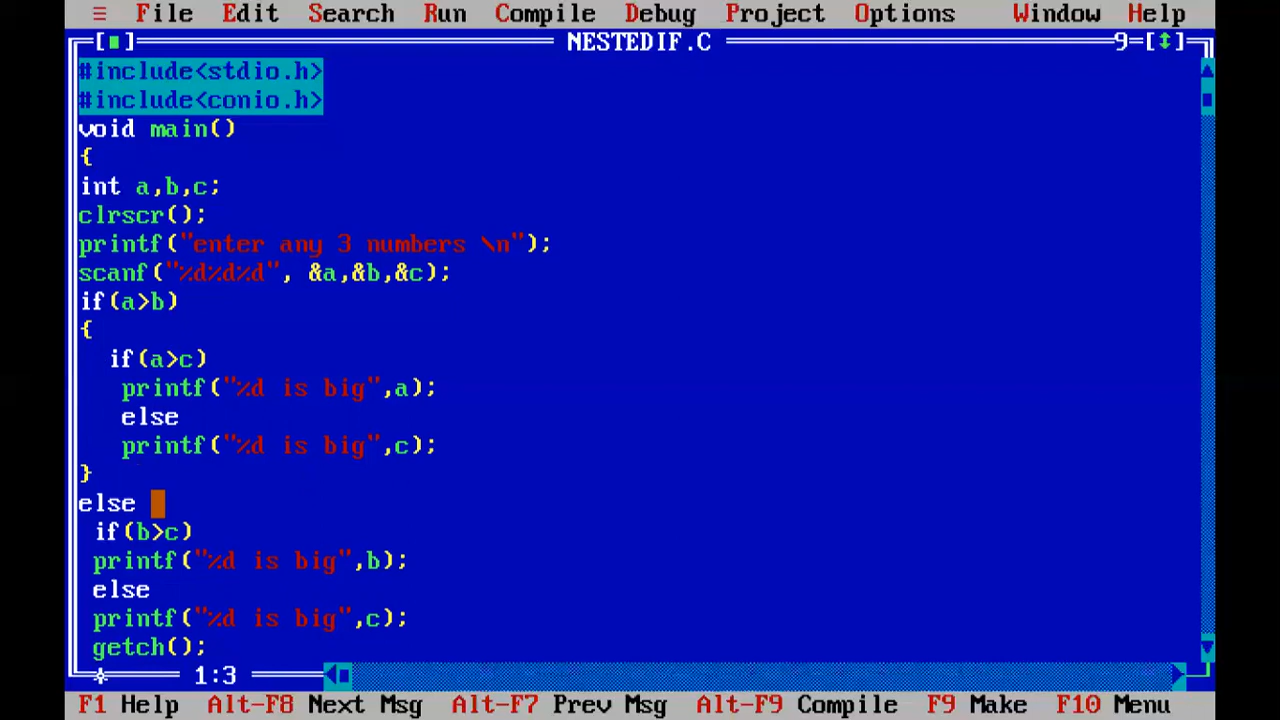 ≡ File Edit Search Run Compile Debug Project Options Window Help
[■] NESTEDIF.C 9=[↕]
#include<stdio.h>
#include<conio.h>
void main()
{
int a,b,c;
clrscr();
printf("enter any 3 numbers \n");
scanf("%d%d%d", &a,&b,&c);
if(a>b)
{
if(a>c)
printf("%d is big",a);
else
printf("%d is big",c);
}
else
if(b>c)
printf("%d is big",b);
else
printf("%d is big",c);
getch();
1:3
F1 Help Alt-F8 Next Msg Alt-F7 Prev Msg Alt-F9 Compile F9 Make F10 Menu